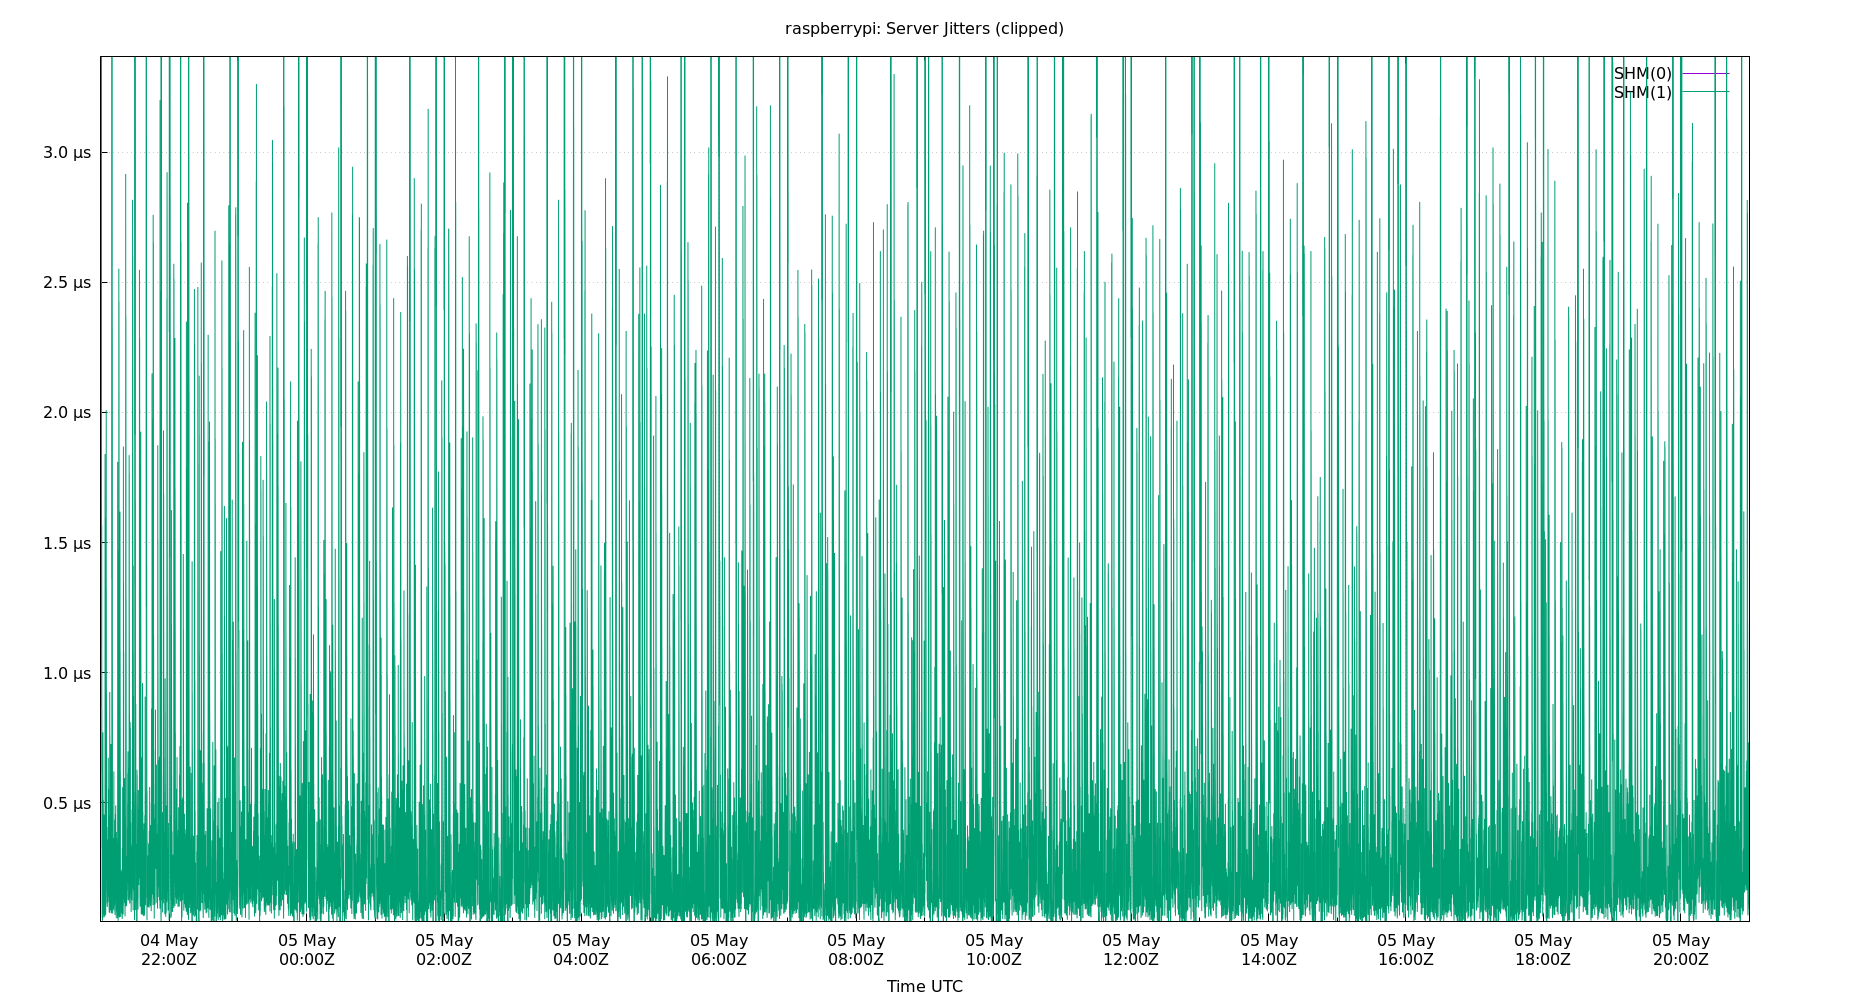 raspberrypi: Server Jitters (clipped)
SHM(0)
SHM(1)
3.0 µs
2.5 µs
2.0 µs
1.5 µs
1.0 µs
0.5 µs
04 May 05 May 05 May 05 May 05 May 05 May 05 May 05 May 05 May 05 May 05 May 05 May
22:00Z 00:00Z 02:00Z 04:00Z 06:00Z 08:00Z 10:00Z 12:00Z 14:00Z 16:00Z 18:00Z 20:00Z
Time UTC